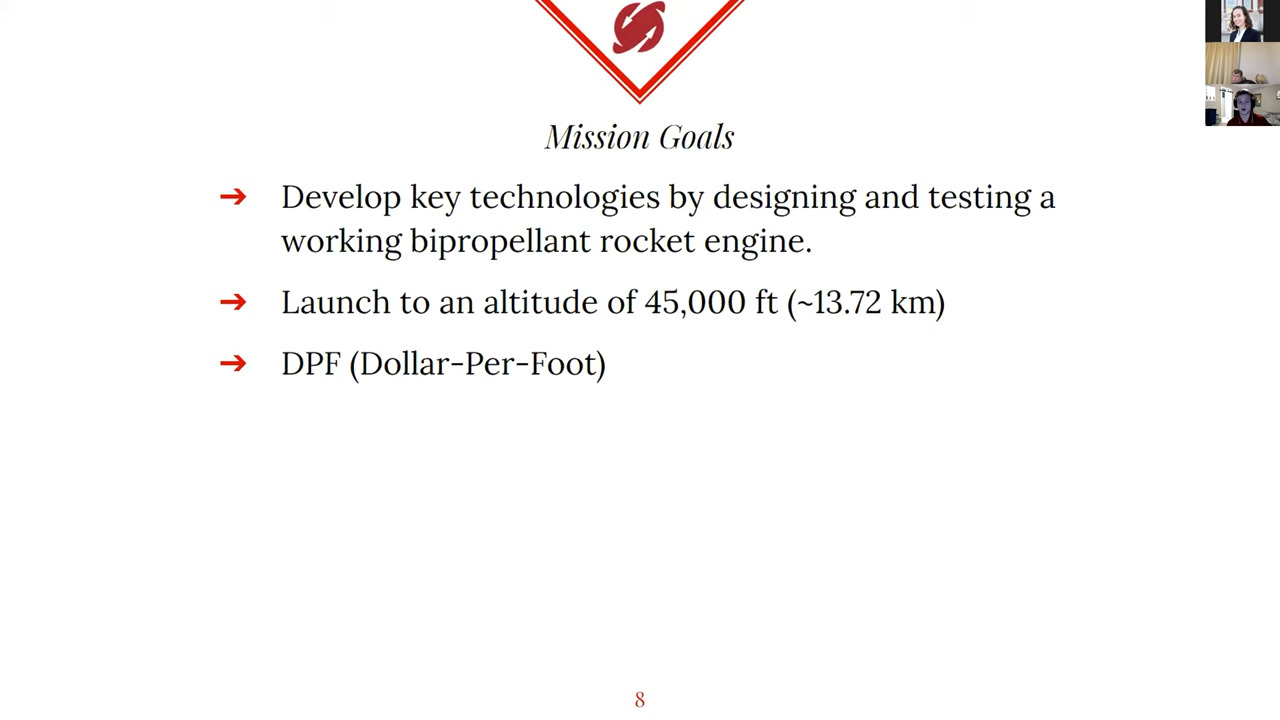 Mission Goals
➔ Develop key technologies by designing and testing a
working bipropellant rocket engine.
➔ Launch to an altitude of 45,000 ft (~13.72 km)
➔ DPF (Dollar-Per-Foot)
8